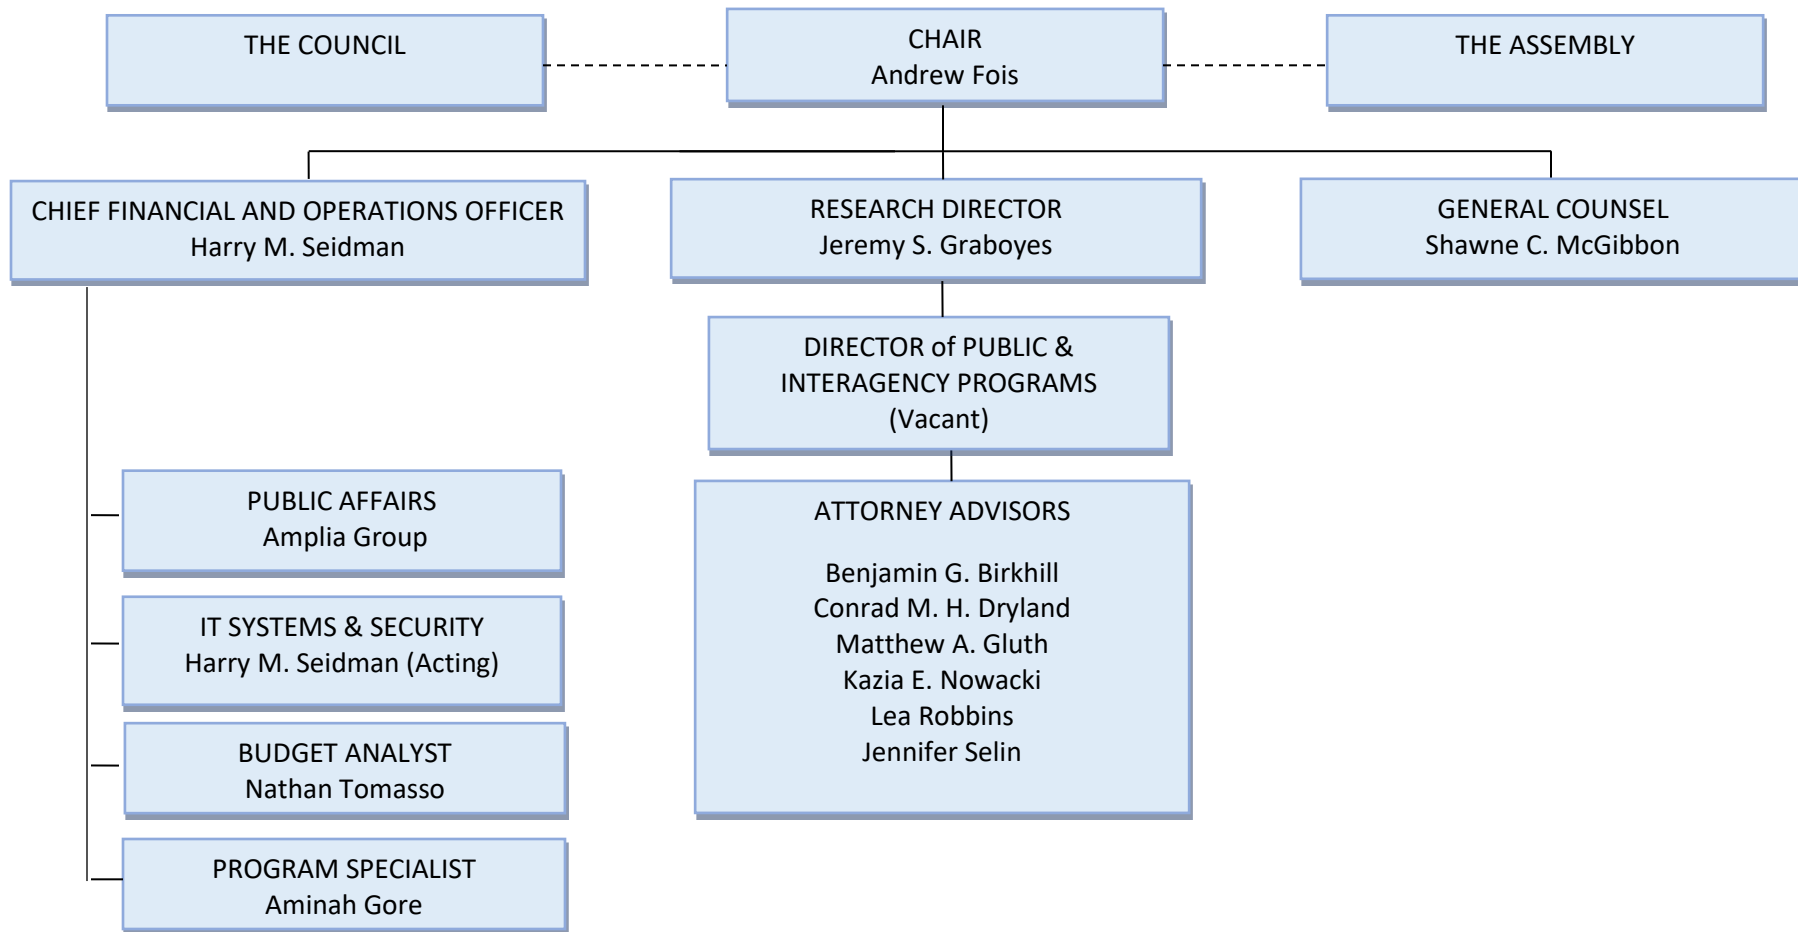 THE COUNCIL
CHAIR
Andrew Fois
THE ASSEMBLY
CHIEF FINANCIAL AND OPERATIONS OFFICER
Harry M. Seidman
RESEARCH DIRECTOR
Jeremy S. Graboyes
GENERAL COUNSEL
Shawne C. McGibbon
DIRECTOR of PUBLIC &
INTERAGENCY PROGRAMS
(Vacant)
PUBLIC AFFAIRS
Amplia Group
IT SYSTEMS & SECURITY
Harry M. Seidman (Acting)
BUDGET ANALYST
Nathan Tomasso
PROGRAM SPECIALIST
Aminah Gore
ATTORNEY ADVISORS
Benjamin G. Birkhill
Conrad M. H. Dryland
Matthew A. Gluth
Kazia E. Nowacki
Lea Robbins
Jennifer Selin